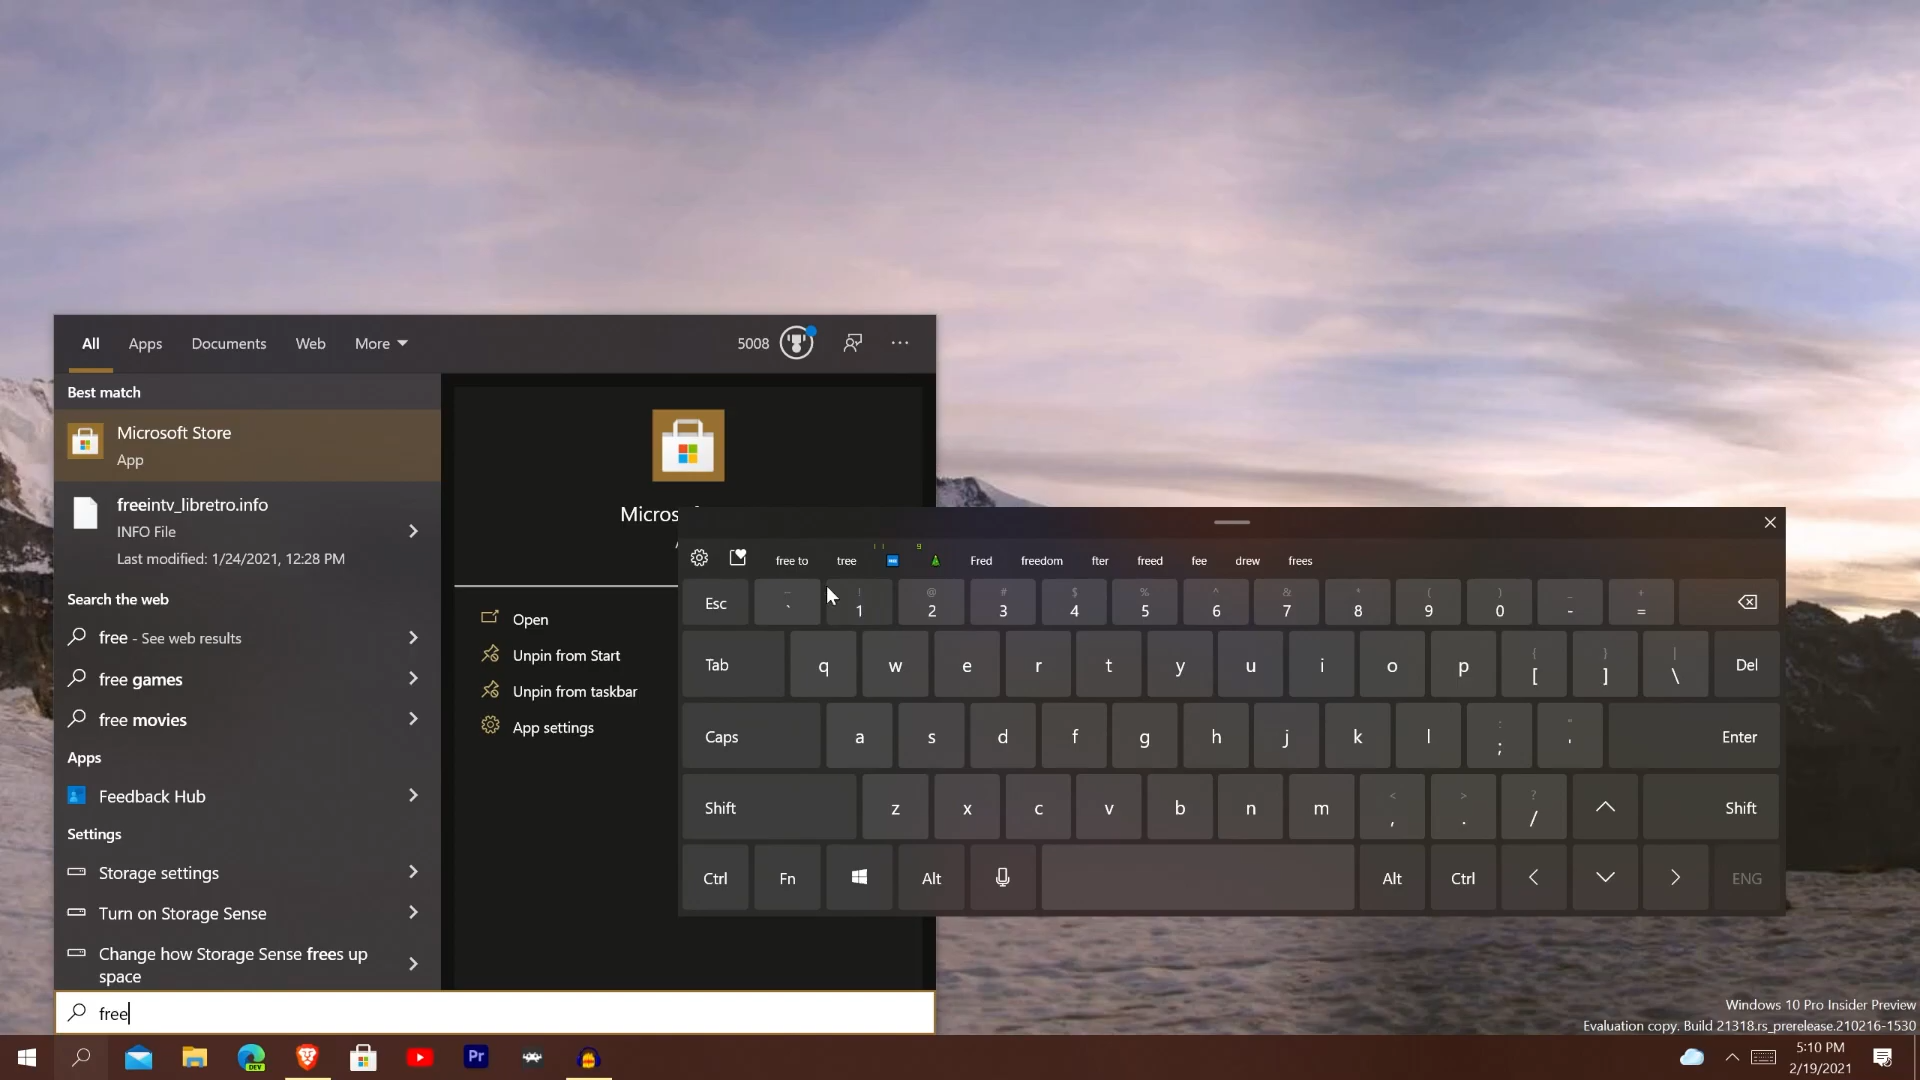 All Apps Documents Web More 5008
Best match
Microsoft Store
App
freeintv_libretro.info
INFO File
Last modified: 1/24/2021, 12:28 PM
Search the web
free - See web results
free games
free movies
Apps
Feedback Hub
Settings
Storage settings
Turn on Storage Sense
Change how Storage Sense frees up
space
free
Micros
Open
Unpin from Start
Unpin from taskbar
App settings
free to tree Fred freedom fter freed fee drew frees
Esc ` ! 1 @ 2 # 3 $ 4 % 5 ^ 6 & 7 * 8 ( 9 ) 0 _ - + =
Tab q w e r t y u i o p { [ } ] | \ Del
Caps a s d f g h j k l : ; " ' Enter
Shift z x c v b n m < , > . ? / Shift
Ctrl Fn Alt Alt Ctrl ENG
Windows 10 Pro Insider Preview
Evaluation copy. Build 21318.rs_prerelease.210216-1530
DEV
Pr
5:10 PM
2/19/2021